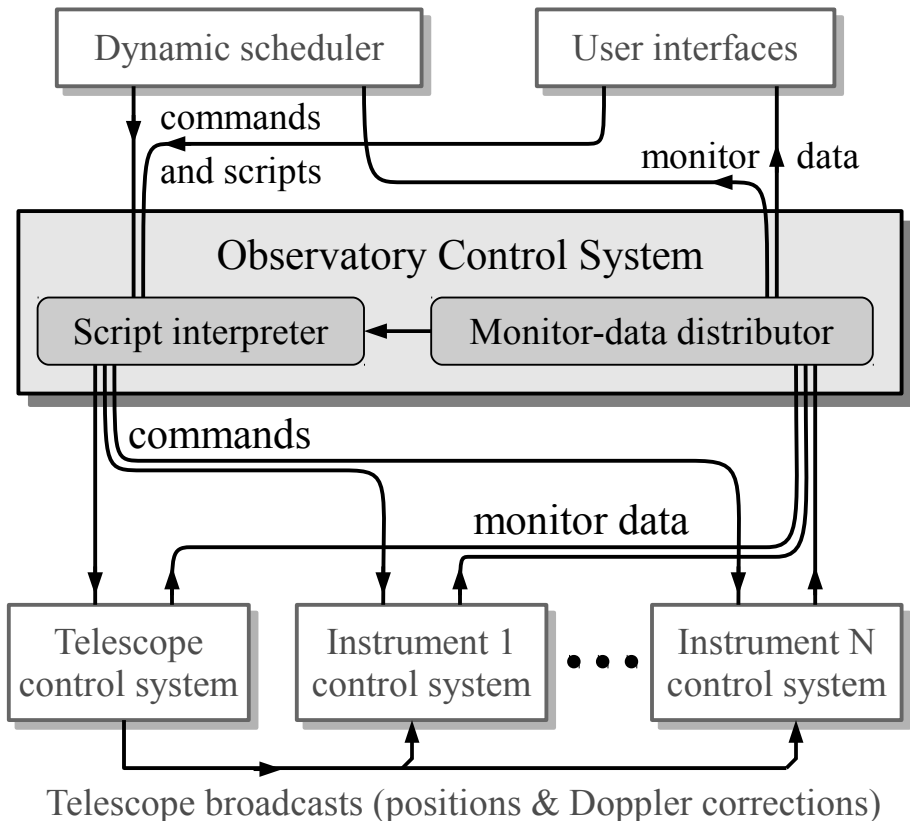 Dynamic scheduler
User interfaces
commands
and scripts
monitor data
Observatory Control System
Script interpreter
Monitor-data distributor
commands
monitor data
Telescope
control system
Instrument 1
control system
Instrument N
control system
Telescope broadcasts (positions & Doppler corrections)